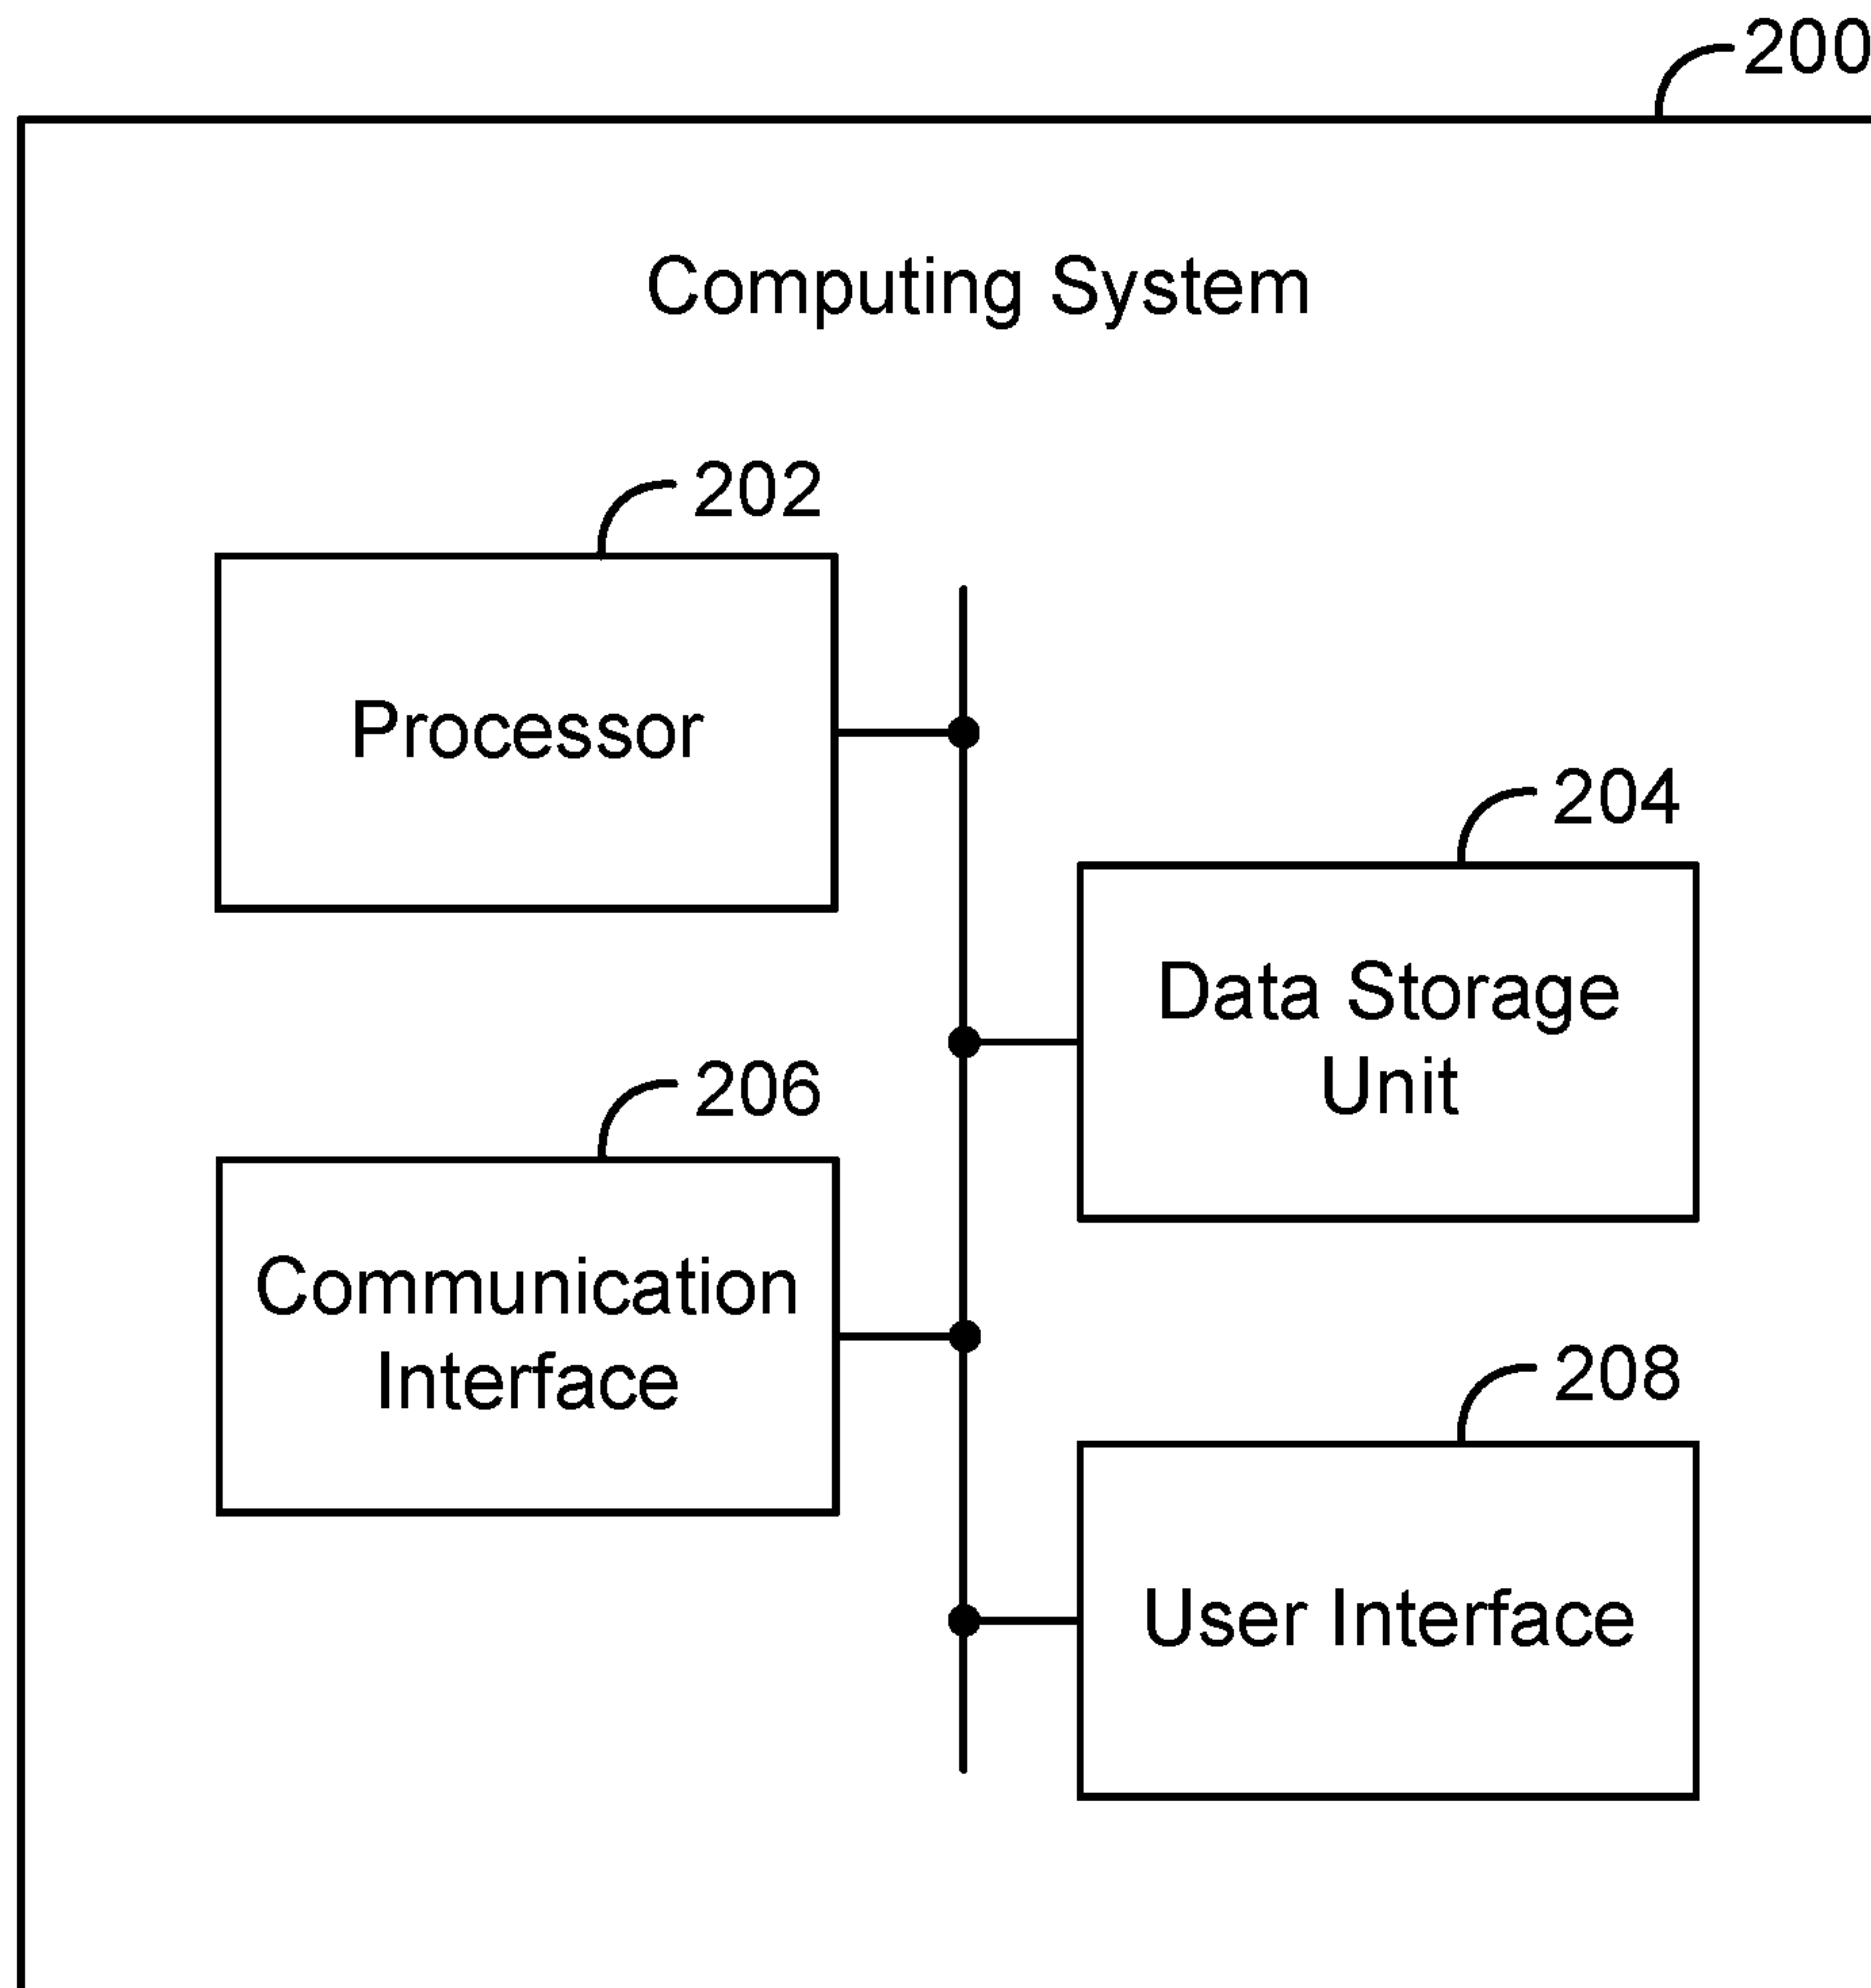 200
Computing System
202
Processor
204
Data Storage
Unit
206
Communication
Interface
208
User Interface